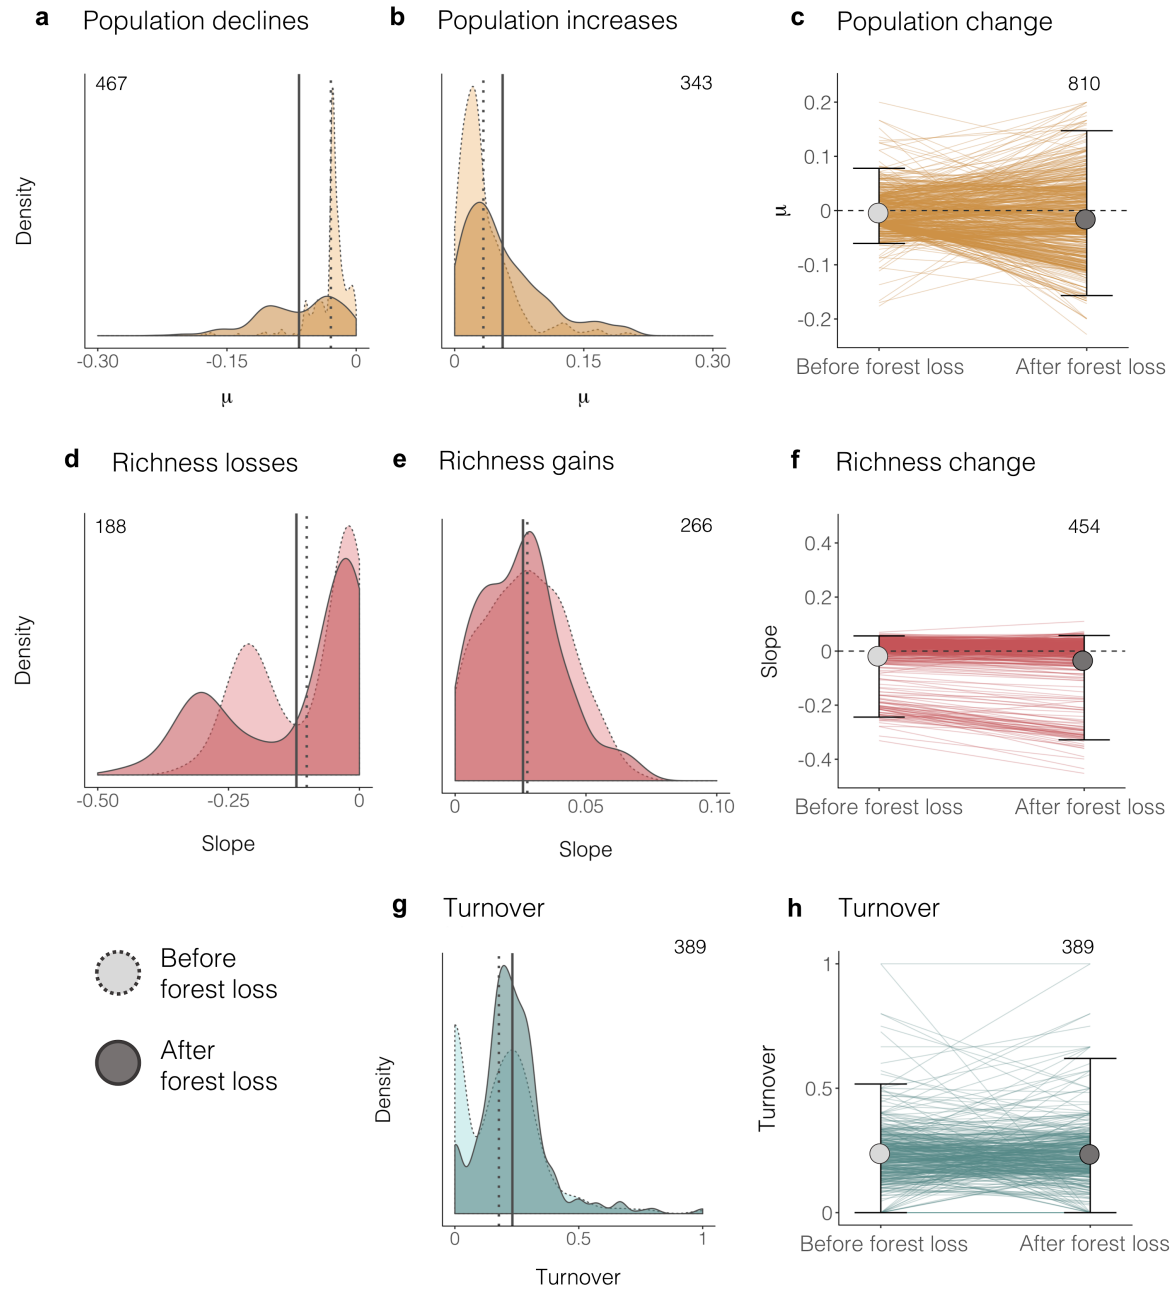 a Population declines
467
Density
-0.30 -0.15 0
μ
b Population increases
343
0 0.15 0.30
μ
c Population change
810
μ
0.2
0.1
0
-0.1
-0.2
Before forest loss After forest loss
d Richness losses
188
Density
-0.50 -0.25 0
Slope
e Richness gains
266
0 0.05 0.10
Slope
f Richness change
454
Slope
0.4
0.2
0
-0.2
-0.4
Before forest loss After forest loss
Before
forest loss
After
forest loss
g Turnover
389
Density
0 0.5 1
Turnover
h Turnover
389
Turnover
1
0.5
0
Before forest loss After forest loss